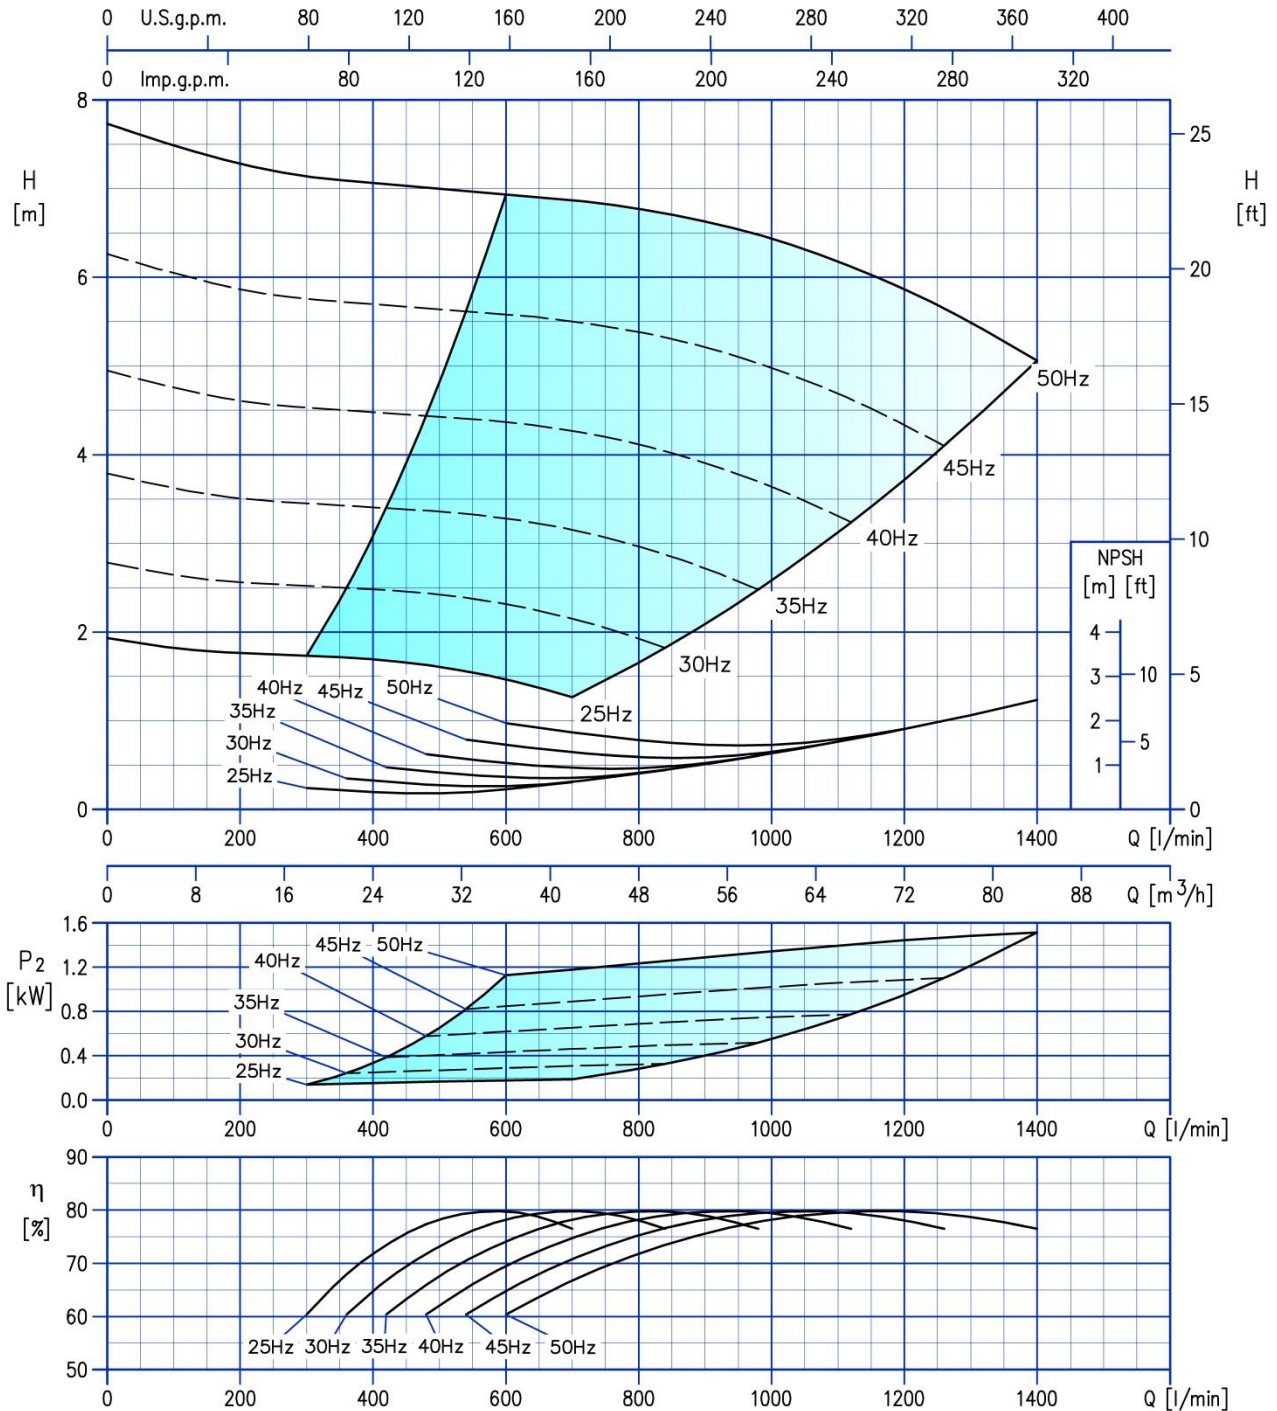 0 U.S.g.p.m. 80 120 160 200 240 280 320 360 400
0 Imp.g.p.m. 80 120 160 200 240 280 320
8
25
H
[m]
H
[ft]
6
20
50Hz
15
4
45Hz
40Hz
10
NPSH
[m] [ft]
35Hz
4
2
30Hz
3
10
5
40Hz 45Hz 50Hz
25Hz
35Hz
2
30Hz
5
25Hz
1
0
0
0 200 400 600 800 1000 1200 1400 Q [l/min]
0 8 16 24 32 40 48 56 64 72 80 88 Q [m³/h]
1.6
45Hz 50Hz
P2
[kW]
1.2
40Hz
0.8
35Hz
30Hz
0.4
25Hz
0.0
0 200 400 600 800 1000 1200 1400 Q [l/min]
90
η
[%]
80
70
60
25Hz 30Hz 35Hz 40Hz 45Hz 50Hz
50
0 200 400 600 800 1000 1200 1400 Q [l/min]